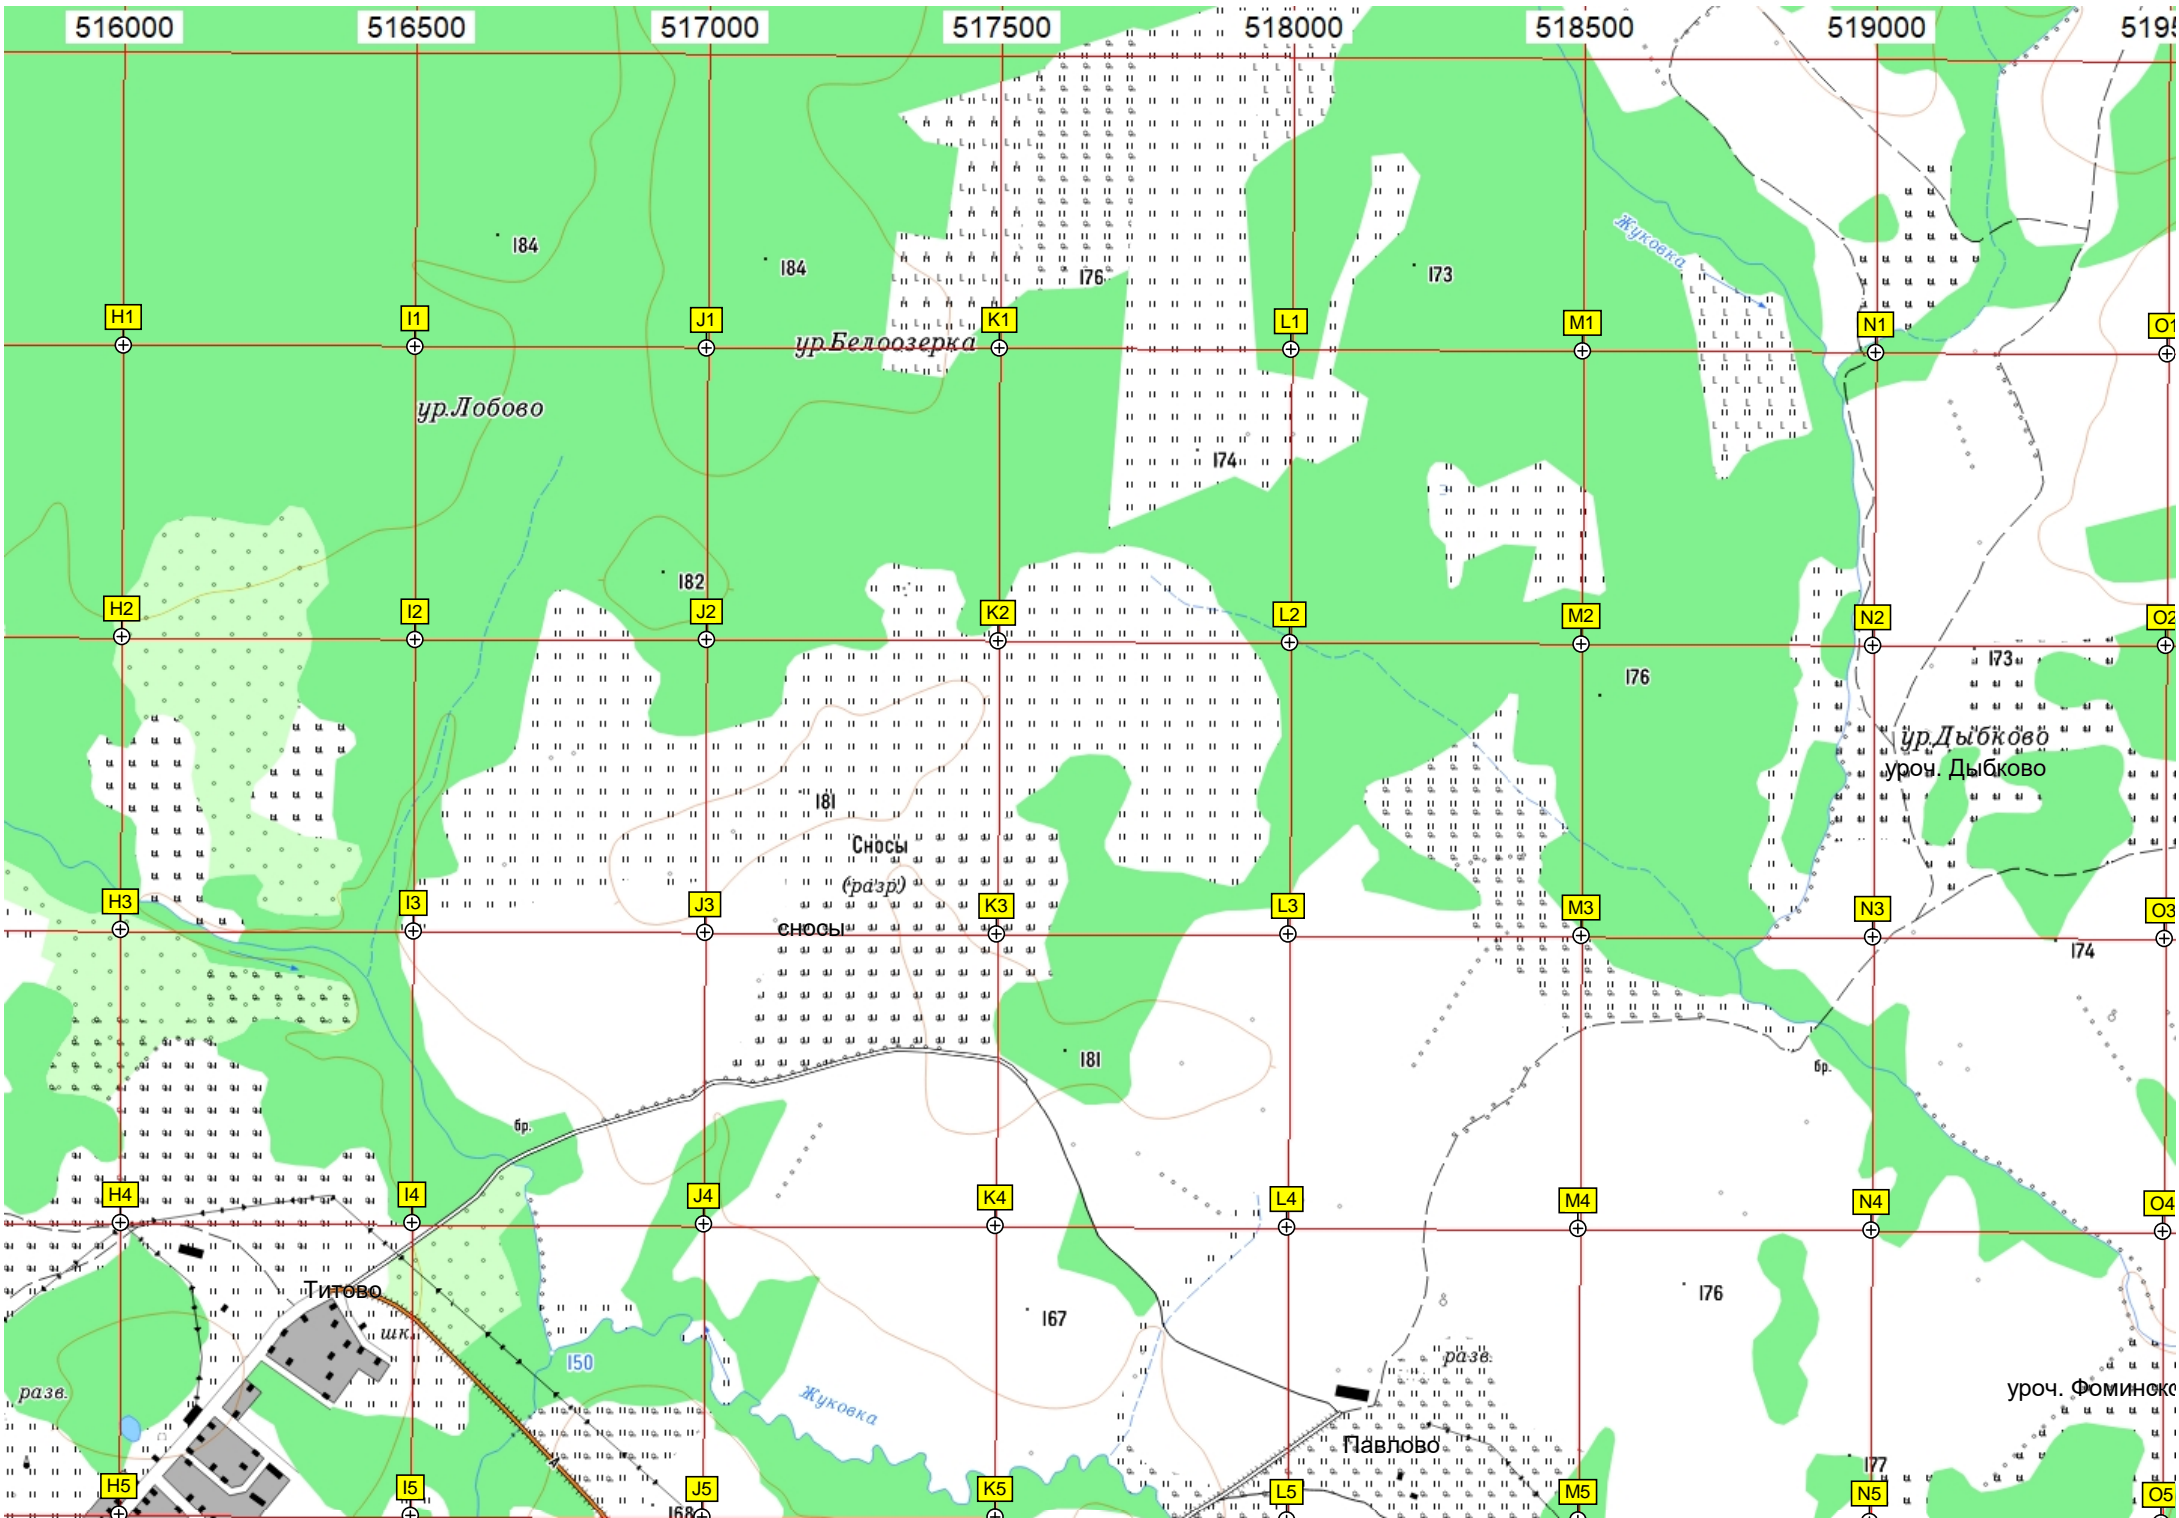 516000 516500 517000 517500 518000 518500 519000 5195
184
184
176
173
Жуковка
H1 I1 J1 K1 L1 M1 N1 O1
ур.Белоозерка
ур.Лобово
174
182
H2 I2 J2 K2 L2 M2 N2 O2
173
176
ур.Дыбково
уроч. Дыбково
181
Сносы
(разр)
H3 I3 J3 K3 L3 M3 N3 O3
сносы
174
181
бр.
бр.
H4 I4 J4 K4 L4 M4 N4 O4
Титово
176
167
шк.
150
разв.
разв.
уроч. Фоминско
Жуковка
Павлово
177
H5 I5 J5 K5 L5 M5 N5 O5
168